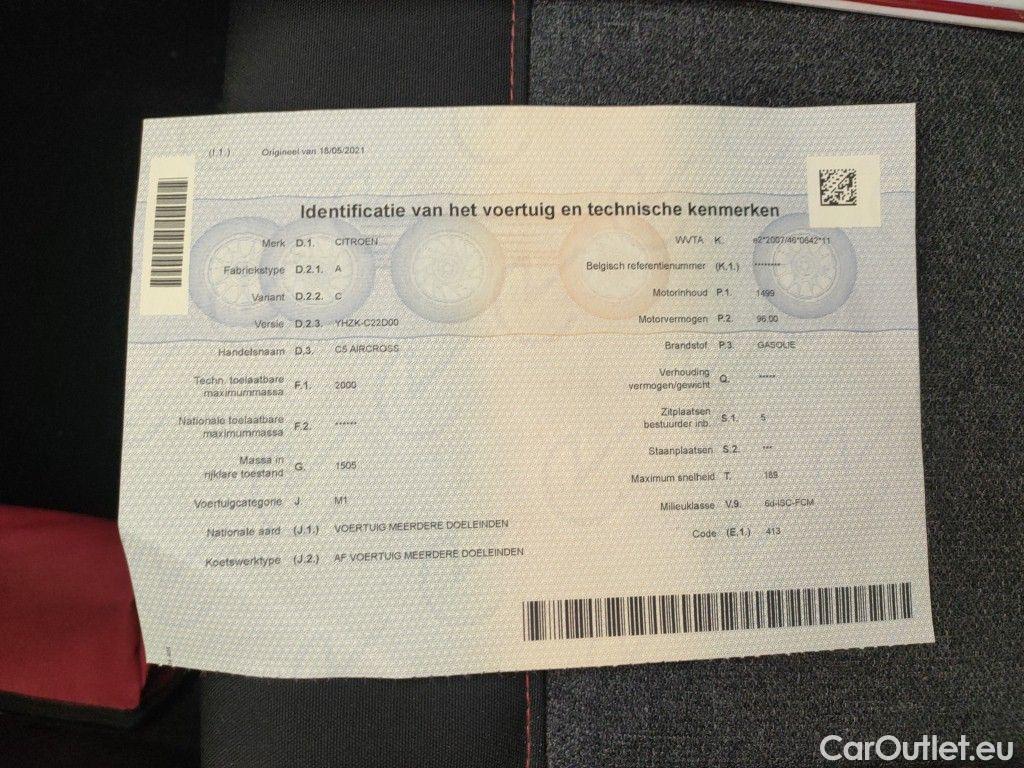 (I.1.) Origineel van 18/05/2021
Identificatie van het voertuig en technische kenmerken
Merk D.1. CITROEN
Fabriekstype D.2.1. A
Variant D.2.2. C
Versie D.2.3. YHZK-C22D00
Handelsnaam D.3. C5 AIRCROSS
Techn. toelaatbare
maximummassa F.1. 2000
Nationale toelaatbare
maximummassa F.2. ******
Massa in
rijklare toestand G. 1505
Voertuigcategorie J. M1
Nationale aard (J.1.) VOERTUIG MEERDERE DOELEINDEN
Koetswerktype (J.2.) AF VOERTUIG MEERDERE DOELEINDEN
WVTA K. e2*2007/46*0642*11
Belgisch referentienummer (K.1.) ********
Motorinhoud P.1. 1499
Motorvermogen P.2. 96.00
Brandstof P.3. GASOLIE
Verhouding
vermogen/gewicht Q. *****
Zitplaatsen
bestuurder inb. S.1. 5
Staanplaatsen S.2. ***
Maximum snelheid T. 189
Milieuklasse V.9. 6d-ISC-FCM
Code (E.1.) 413
CarOutlet.eu